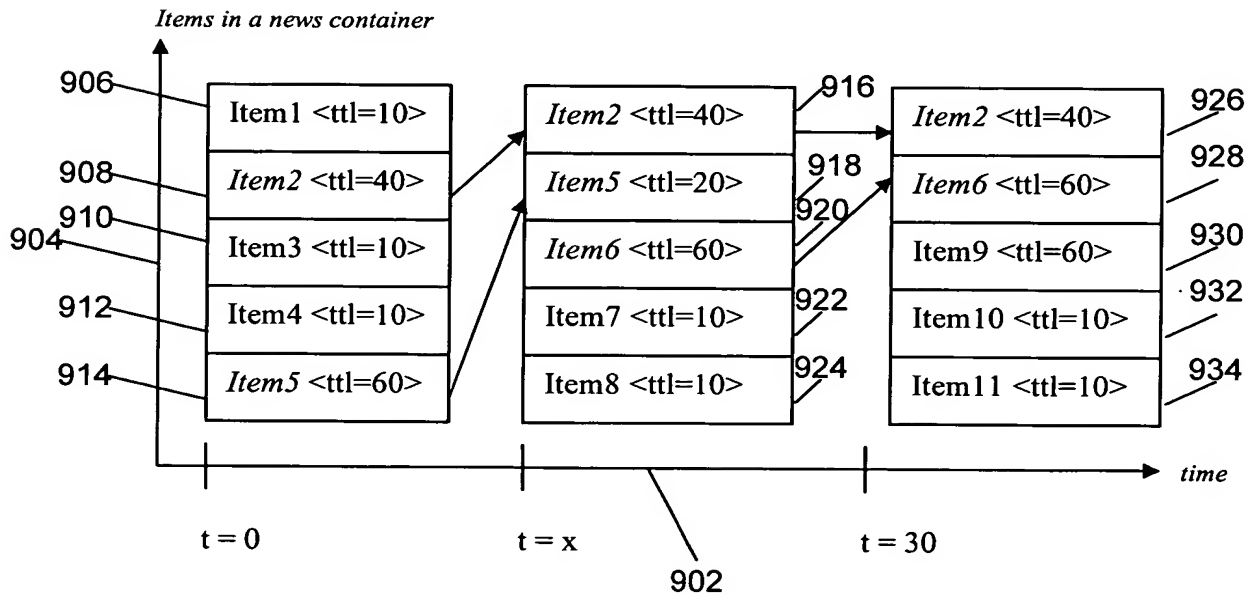 Items in a news container
906
Item1 <ttl=10>
908
Item2 <ttl=40>
910
904
Item3 <ttl=10>
912
Item4 <ttl=10>
914
Item5 <ttl=60>
916
Item2 <ttl=40>
918
Item5 <ttl=20>
920
Item6 <ttl=60>
922
Item7 <ttl=10>
924
Item8 <ttl=10>
926
Item2 <ttl=40>
928
Item6 <ttl=60>
930
Item9 <ttl=60>
932
Item10 <ttl=10>
934
Item11 <ttl=10>
time
t = 0
t = x
t = 30
902